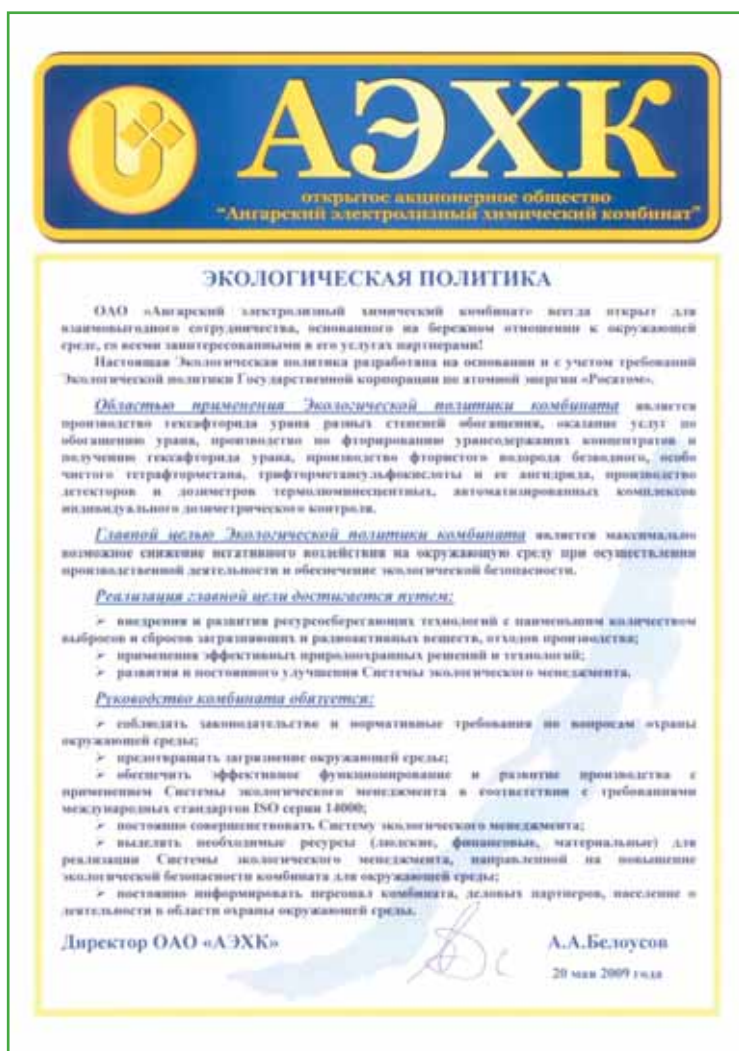 АЭХК
открытое акционерное общество
"Ангарский электролизный химический комбинат"
ЭКОЛОГИЧЕСКАЯ ПОЛИТИКА
ОАО «Ангарский электролизный химический комбинат» всегда открыт для
взаимовыгодного сотрудничества, основанного на бережном отношении к окружающей
среде, со всеми заинтересованными в его услугах партнерами!
Настоящая Экологическая политика разработана на основании и с учетом требований
Экологической политики Государственной корпорации по атомной энергии «Росатом».
Областью применения Экологической политики комбината является
производство гексафторида урана разных степеней обогащения, оказание услуг по
обогащению урана, производство по фторированию урансодержащих концентратов и
получению гексафторида урана, производство фтористого водорода безводного, особо
чистого тетрафторметана, трифторметансульфокислоты и ее ангидрида, производство
детекторов и дозиметров термолюминесцентных, автоматизированных комплексов
индивидуального дозиметрического контроля.
Главной целью Экологической политики комбината является максимально
возможное снижение негативного воздействия на окружающую среду при осуществлении
производственной деятельности и обеспечение экологической безопасности.
Реализация главной цели достигается путем:
➢ внедрения и развития ресурсосберегающих технологий с наименьшим количеством
выбросов и сбросов загрязняющих и радиоактивных веществ, отходов производства;
➢ применения эффективных природоохранных решений и технологий;
➢ развития и постоянного улучшения Системы экологического менеджмента.
Руководство комбината обязуется:
➢ соблюдать законодательство и нормативные требования по вопросам охраны
окружающей среды;
➢ предотвращать загрязнение окружающей среды;
➢ обеспечить эффективное функционирование и развитие производства с
применением Системы экологического менеджмента в соответствии с требованиями
международных стандартов ISO серии 14000;
➢ постоянно совершенствовать Систему экологического менеджмента;
➢ выделять необходимые ресурсы (людские, финансовые, материальные) для
реализации Системы экологического менеджмента, направленной на повышение
экологической безопасности комбината для окружающей среды;
➢ постоянно информировать персонал комбината, деловых партнеров, население о
деятельности в области охраны окружающей среды.
Директор ОАО «АЭХК» А.А.Белоусов
20 мая 2009 года